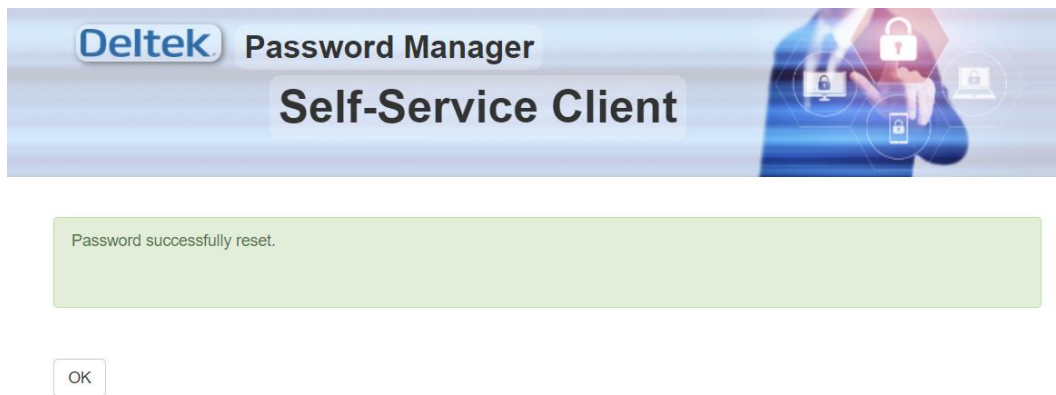 Deltek. Password Manager
Self-Service Client
Password successfully reset.
OK